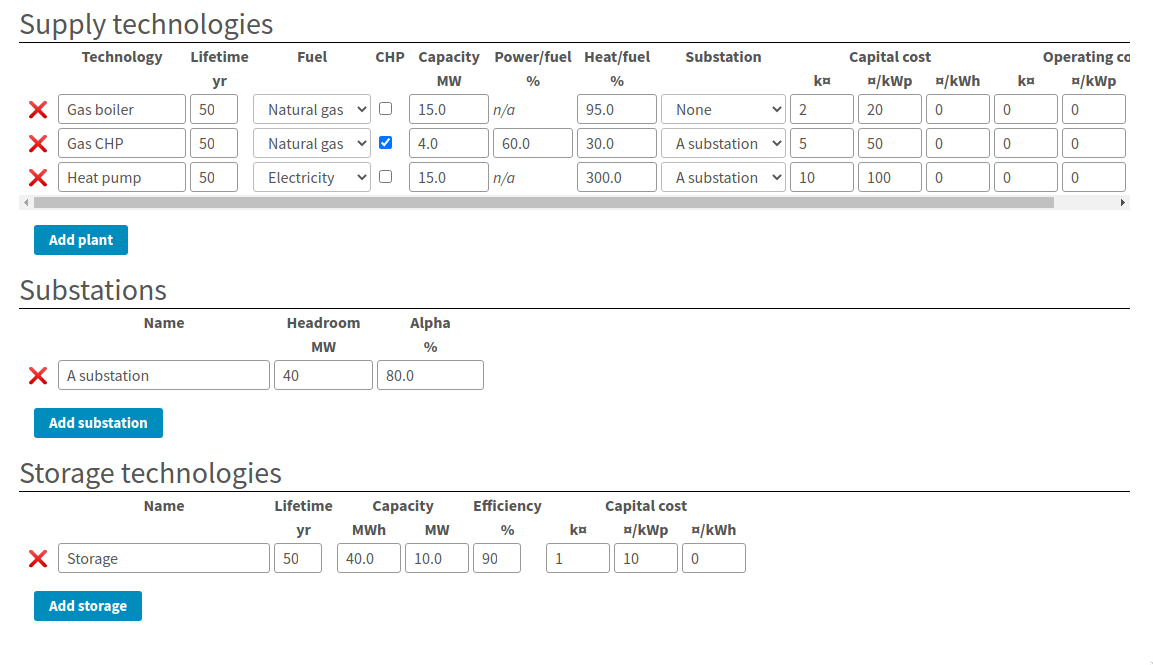 Supply technologies
Technology Lifetime Fuel CHP Capacity Power/fuel Heat/fuel Substation Capital cost Operating co
yr MW % % k¤ ¤/kWp ¤/kWh k¤ ¤/kWp
Gas boiler 50 Natural gas 15.0 n/a 95.0 None 2 20 0 0 0
Gas CHP 50 Natural gas 4.0 60.0 30.0 A substation 5 50 0 0 0
Heat pump 50 Electricity 15.0 n/a 300.0 A substation 10 100 0 0 0
Add plant
Substations
Name Headroom Alpha
MW %
A substation 40 80.0
Add substation
Storage technologies
Name Lifetime Capacity Efficiency Capital cost
yr MWh MW % k¤ ¤/kWp ¤/kWh
Storage 50 40.0 10.0 90 1 10 0
Add storage